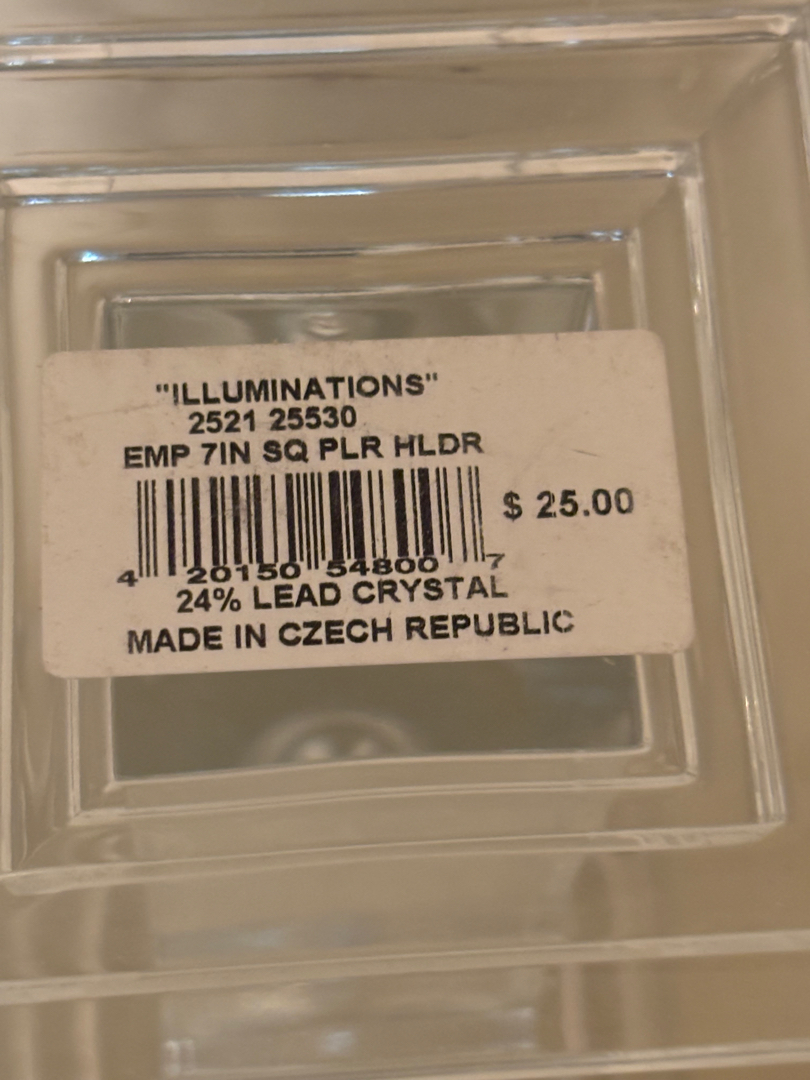 "ILLUMINATIONS"
2521 25530
EMP 7IN SQ PLR HLDR
$ 25.00
4 20150 54800 7
24% LEAD CRYSTAL
MADE IN CZECH REPUBLIC